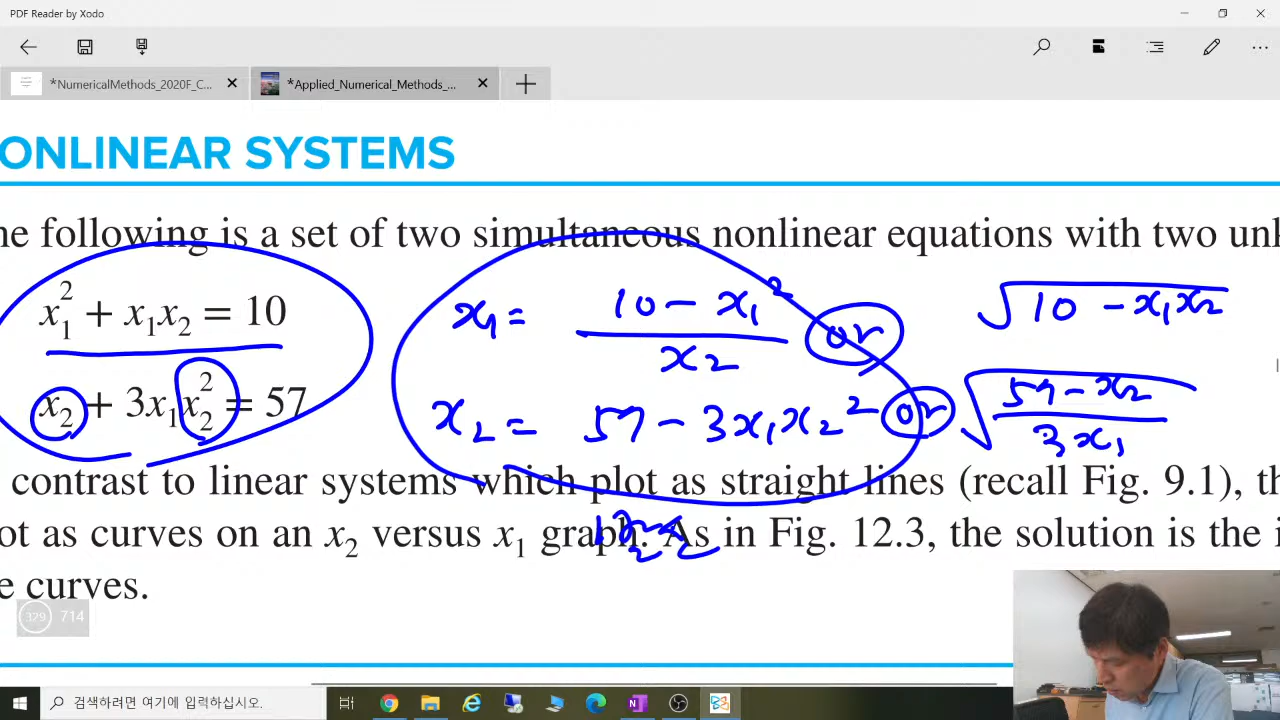 PDF Reader by Xodo
*NumericalMethods_2020F_C...
*Applied_Numerical_Methods_...
ONLINEAR SYSTEMS
he following is a set of two simultaneous nonlinear equations with two unk
x₁² + x₁x₂ = 10
x₁ = (10 − x₁²)/x₂ or √(10 − x₁x₂)
x₂ + 3x₁x₂² = 57
x₂ = 57 − 3x₁x₂² or √((57 − x₂)/(3x₁))
contrast to linear systems which plot as straight lines (recall Fig. 9.1), th
ot as curves on an x₂ versus x₁ graph. As in Fig. 12.3, the solution is the i
e curves.
329 714
검색하려면 여기에 입력하십시오.